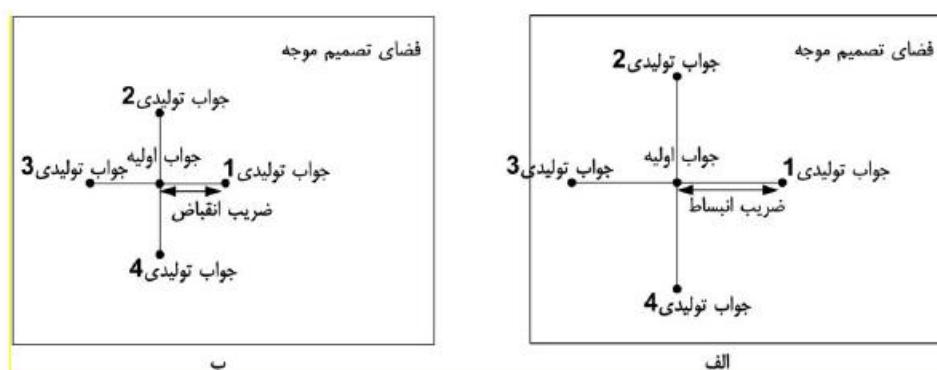 فضای تصمیم موجه
جواب تولیدی2
جواب اولیه
جواب تولیدی1
جواب تولیدی3
ضریب انبساط
جواب تولیدی4
الف
فضای تصمیم موجه
جواب تولیدی2
جواب اولیه
جواب تولیدی1
جواب تولیدی3
ضریب انقباض
جواب تولیدی4
ب